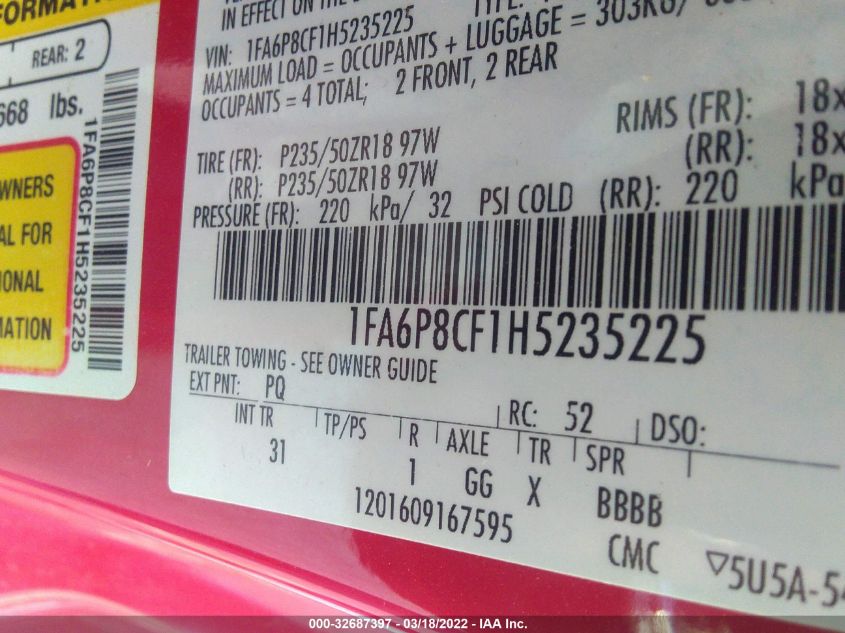 FORMATION
REAR: 2
668 lbs.
1FA6P8CF1H5235225
OWNERS
AL FOR
IONAL
MATION
IN EFFECT ON THE
VIN: 1FA6P8CF1H5235225 TYPE:
MAXIMUM LOAD = OCCUPANTS + LUGGAGE = 303KG/
OCCUPANTS = 4 TOTAL; 2 FRONT, 2 REAR
RIMS (FR): 18x
TIRE (FR): P235/50ZR18 97W (RR): 18x
(RR): P235/50ZR18 97W
PRESSURE (FR): 220 kPa/ 32 PSI COLD (RR): 220 kPa
1FA6P8CF1H5235225
TRAILER TOWING - SEE OWNER GUIDE
EXT PNT: PQ RC: 52 DSO:
INT TR TP/PS R AXLE TR SPR
31 1 GG X BBBB
1201609167595 CMC ▽5U5A-54
000-32687397 - 03/18/2022 - IAA Inc.